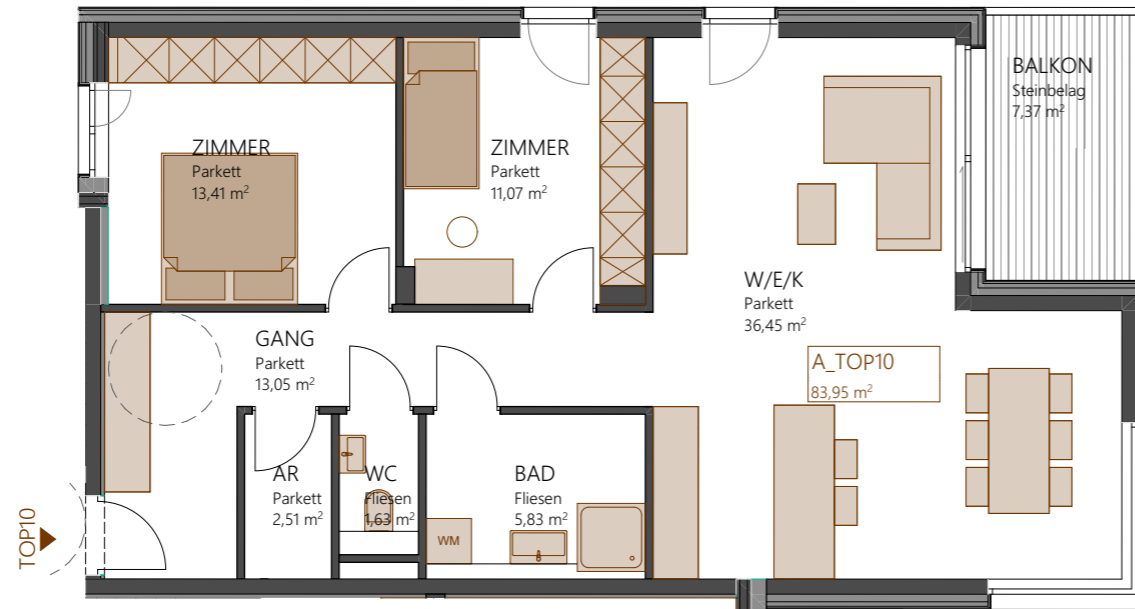 BALKON
Steinbelag
7,37 m²
ZIMMER
Parkett
13,41 m²
ZIMMER
Parkett
11,07 m²
W/E/K
Parkett
36,45 m²
GANG
Parkett
13,05 m²
A_TOP10
83,95 m²
AR
Parkett
2,51 m²
WC
Fliesen
1,63 m²
BAD
Fliesen
5,83 m²
WM
TOP10